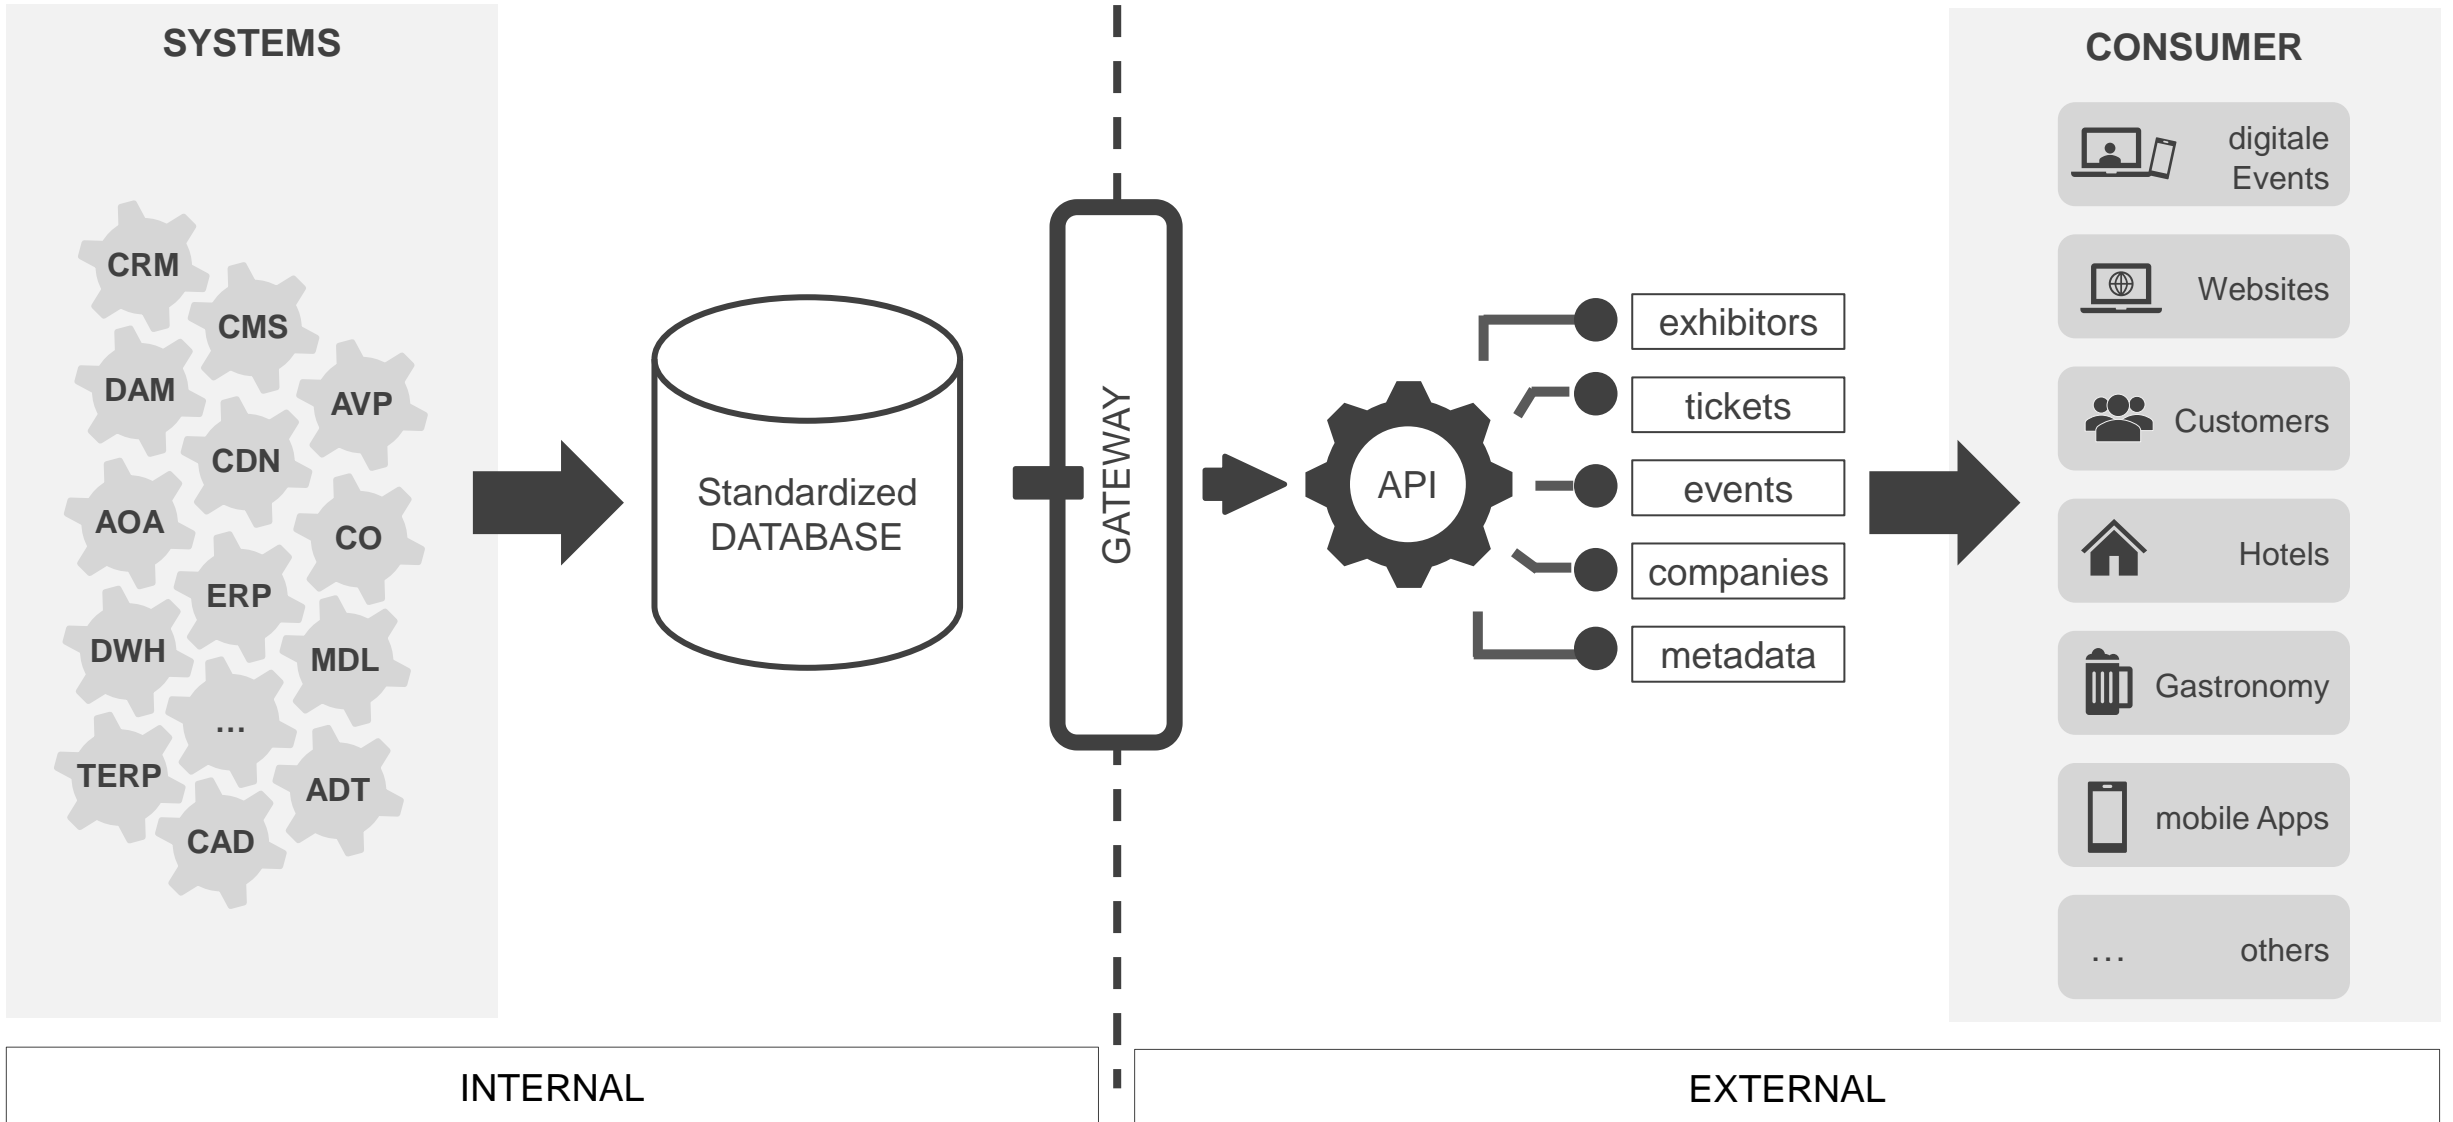 SYSTEMS
CRM
CMS
DAM
AVP
CDN
AOA
CO
ERP
DWH
MDL
...
TERP
ADT
CAD
Standardized
DATABASE
GATEWAY
API
exhibitors
tickets
events
companies
metadata
CONSUMER
digitale
Events
Websites
Customers
Hotels
Gastronomy
mobile Apps
... others
INTERNAL
EXTERNAL